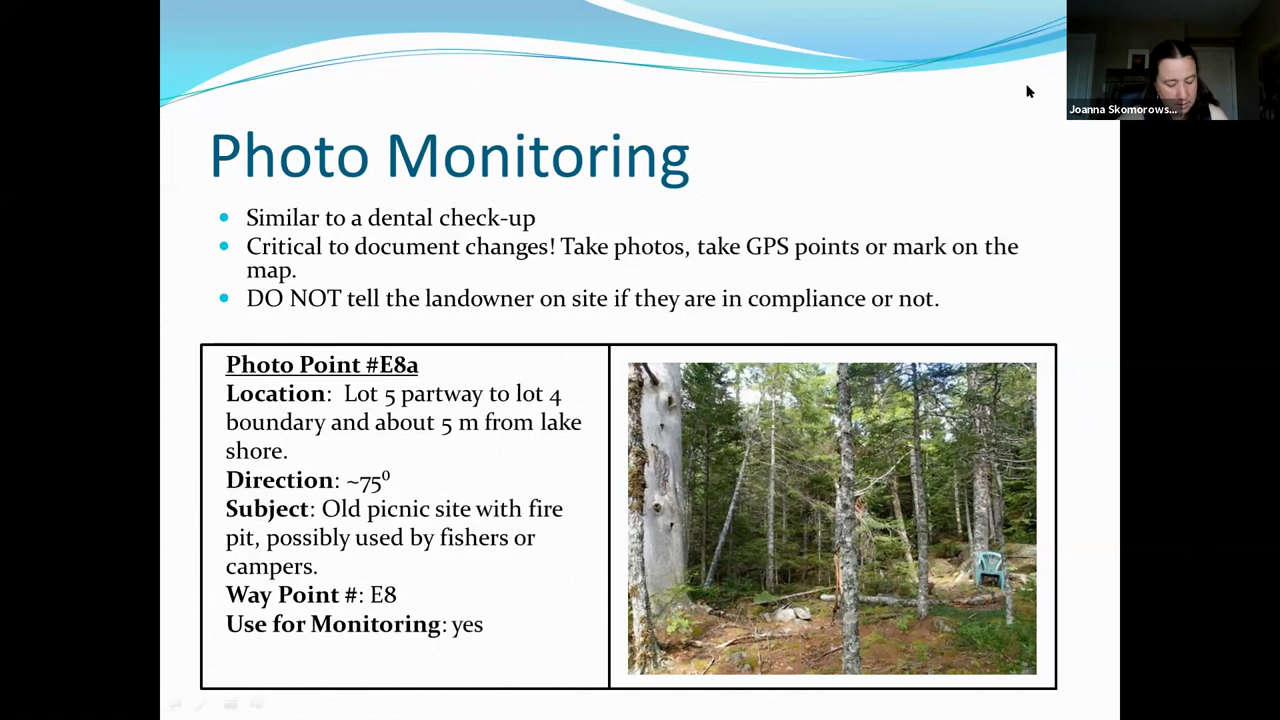 Joanna Skomorows...
Photo Monitoring
• Similar to a dental check-up
• Critical to document changes! Take photos, take GPS points or mark on the
map.
• DO NOT tell the landowner on site if they are in compliance or not.
Photo Point #E8a
Location: Lot 5 partway to lot 4
boundary and about 5 m from lake
shore.
Direction: ~75⁰
Subject: Old picnic site with fire
pit, possibly used by fishers or
campers.
Way Point #: E8
Use for Monitoring: yes